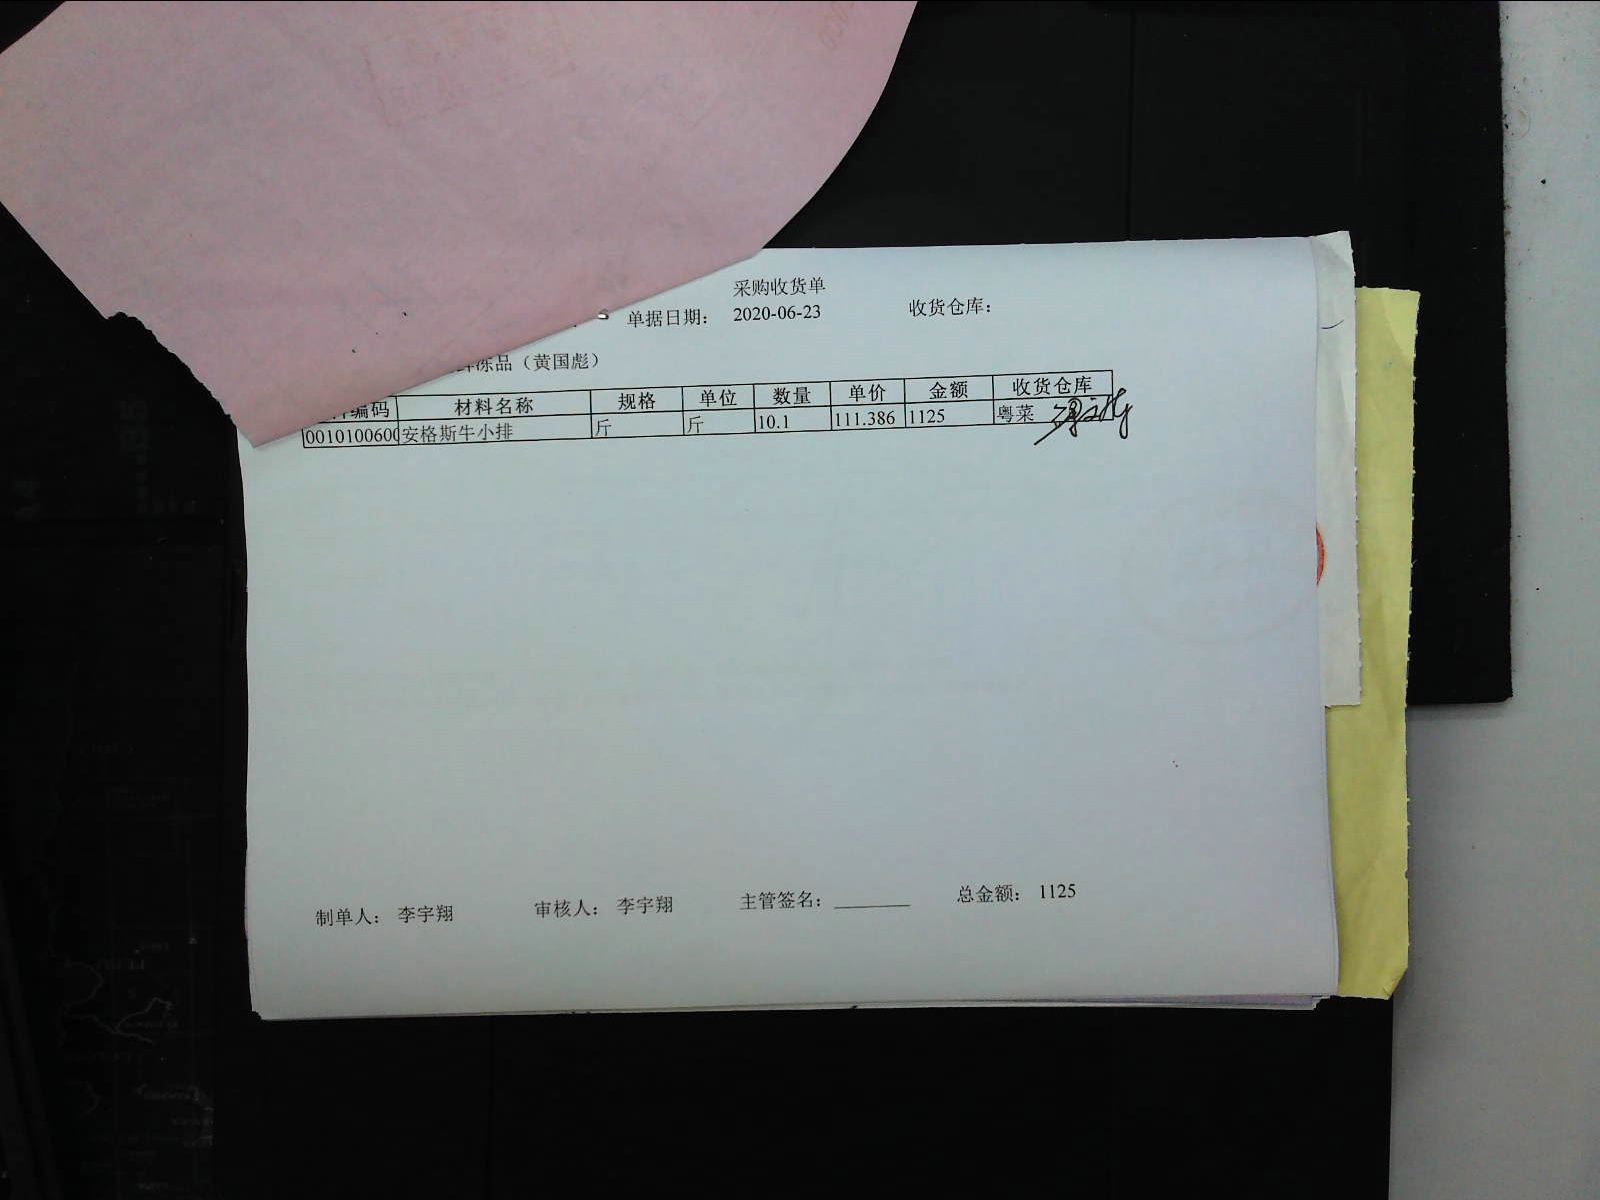 采购收货单
单据日期： 2020-06-23 收货仓库：
冻品（黄国彪）
编码 材料名称 规格 单位 数量 单价 金额 收货仓库
0010100600 安格斯牛小排 斤 斤 10.1 111.386 1125 粤菜
制单人： 李宇翔 审核人： 李宇翔 主管签名： 总金额： 1125